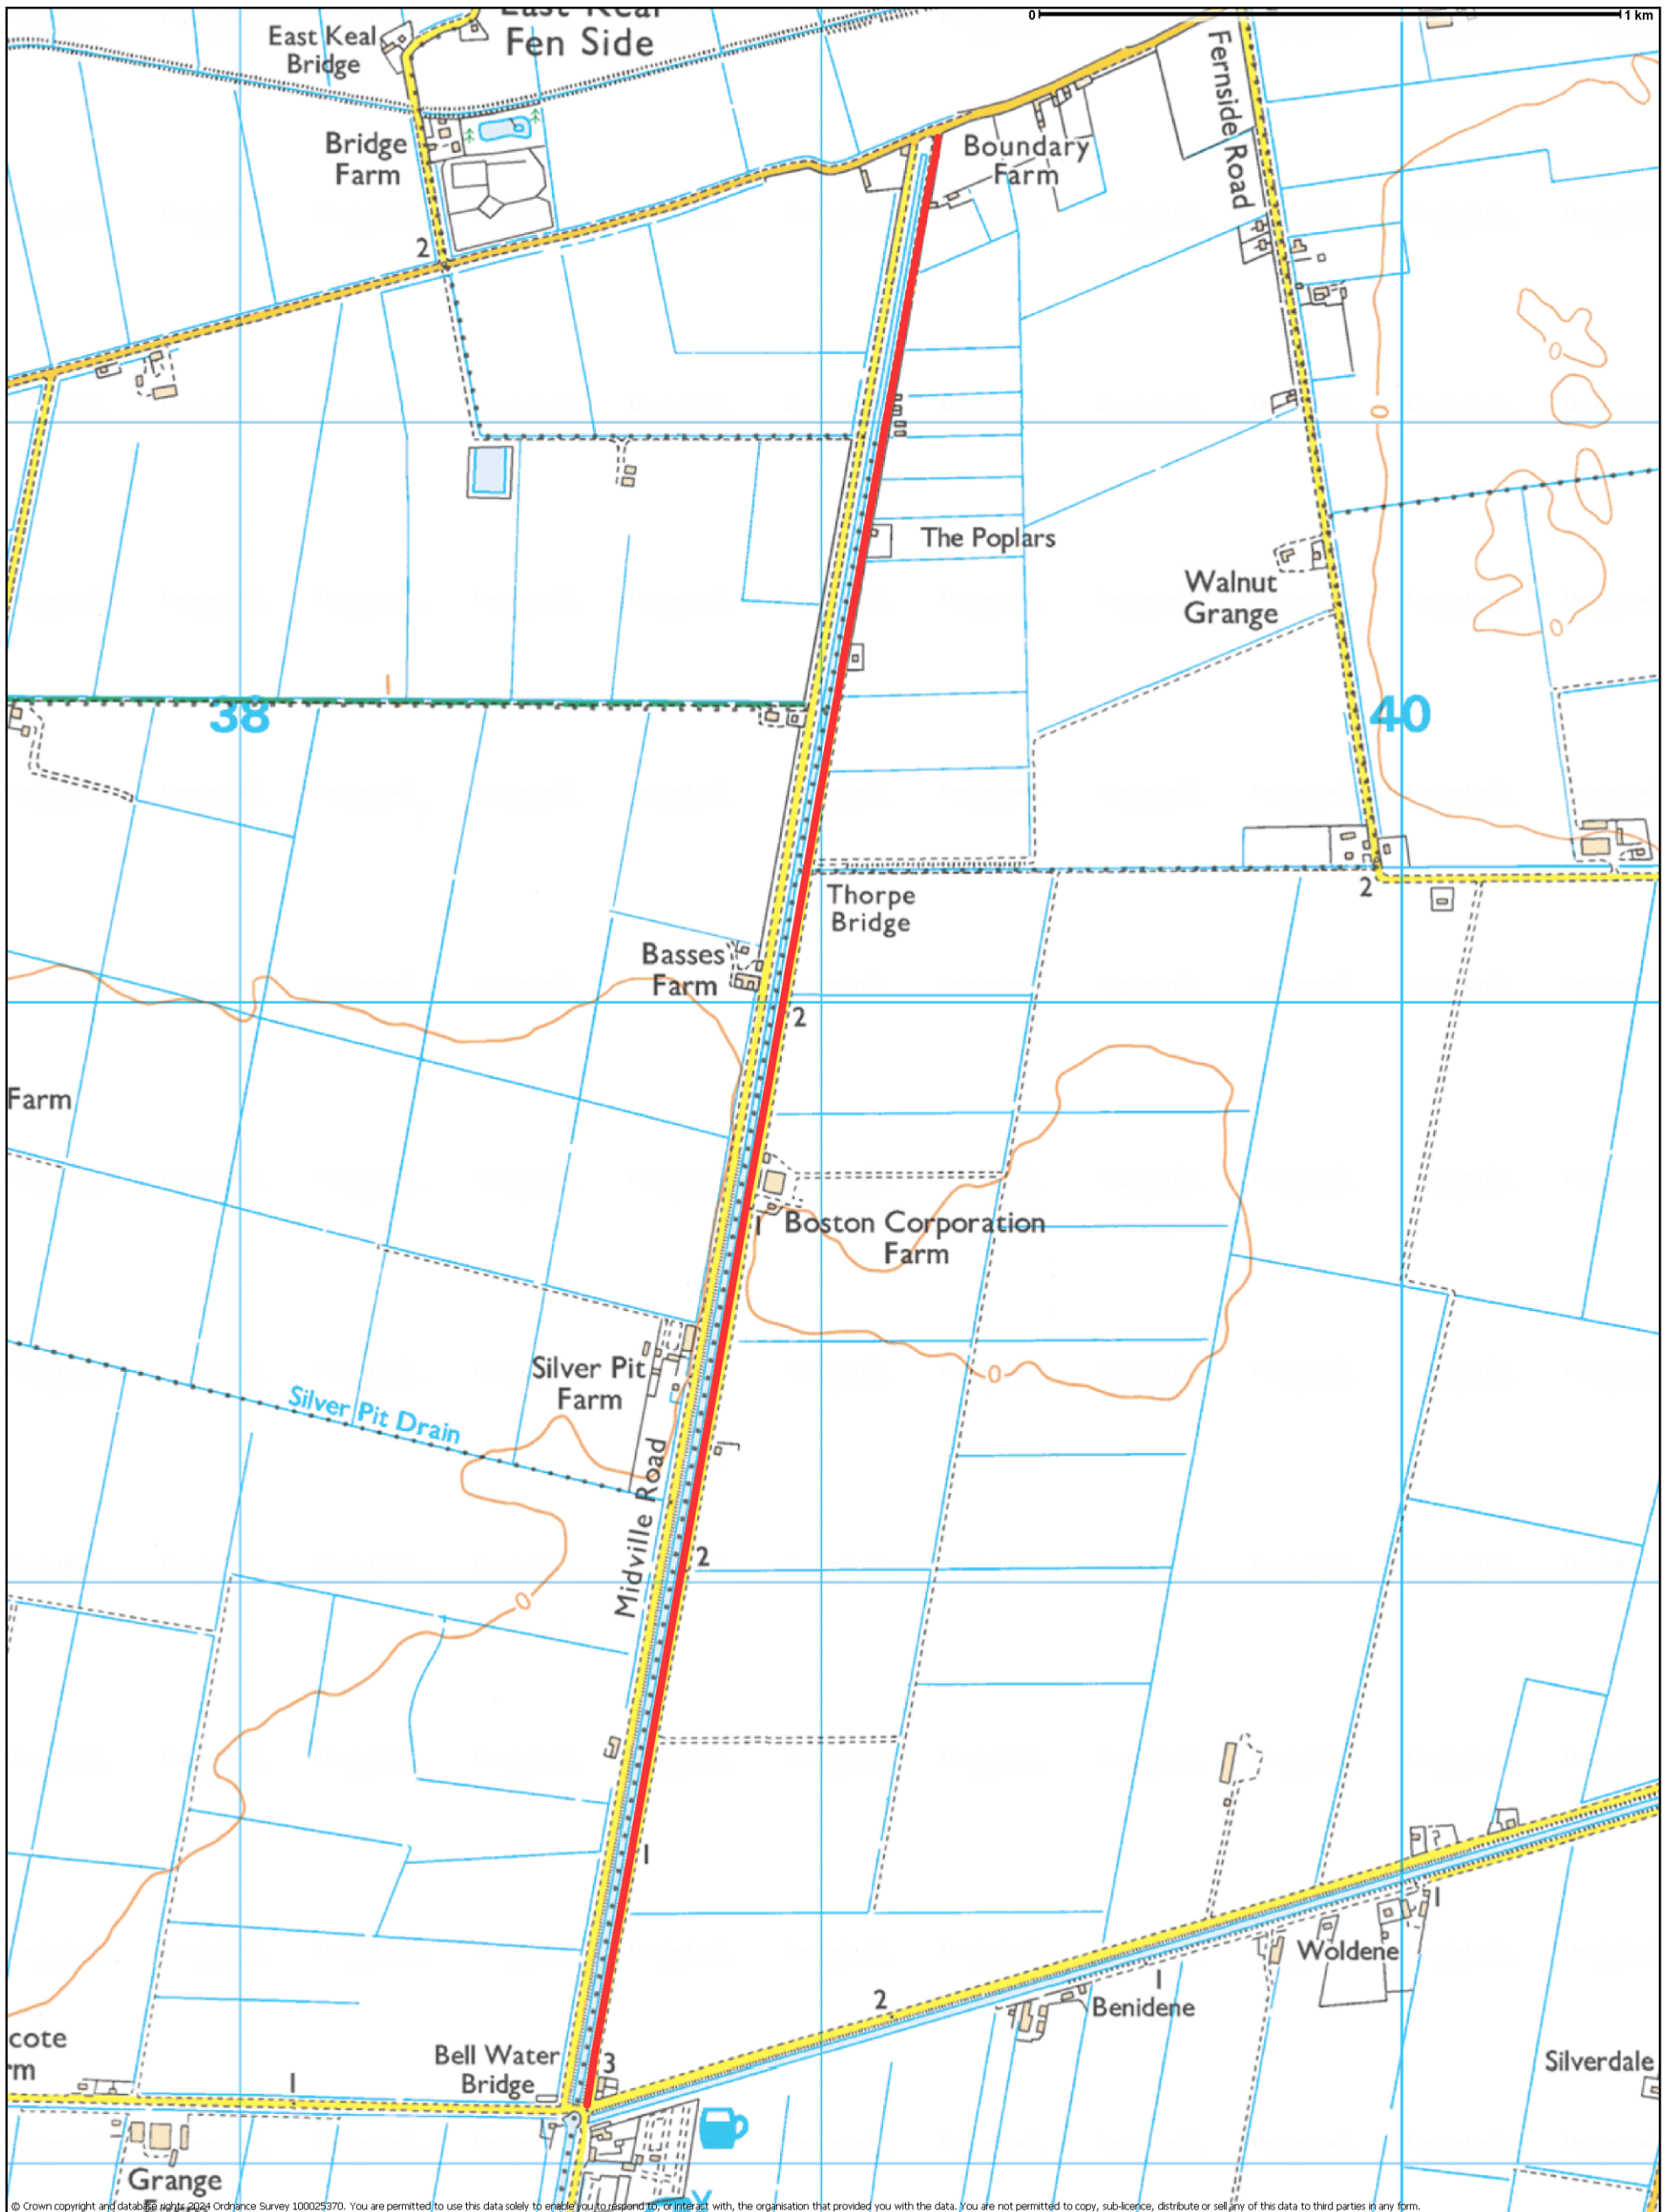 East Keal
Fen Side
0
1 km
East Keal
Bridge
Fernside Road
Bridge
Farm
Boundary
Farm
2
0
0
The Poplars
Walnut
Grange
0
38
40
2
Thorpe
Bridge
Basses
Farm
2
Farm
1
Boston Corporation
Farm
Silver Pit
Farm
0
Silver Pit Drain
Midville Road
2
0
1
Woldene
1
1
Benidene
2
cote
rm
Bell Water
Bridge
3
Silverdale
1
Grange
© Crown copyright and database rights 2024 Ordnance Survey 100025370. You are permitted to use this data solely to enable you to respond to, or interact with, the organisation that provided you with the data. You are not permitted to copy, sub-licence, distribute or sell any of this data to third parties in any form.